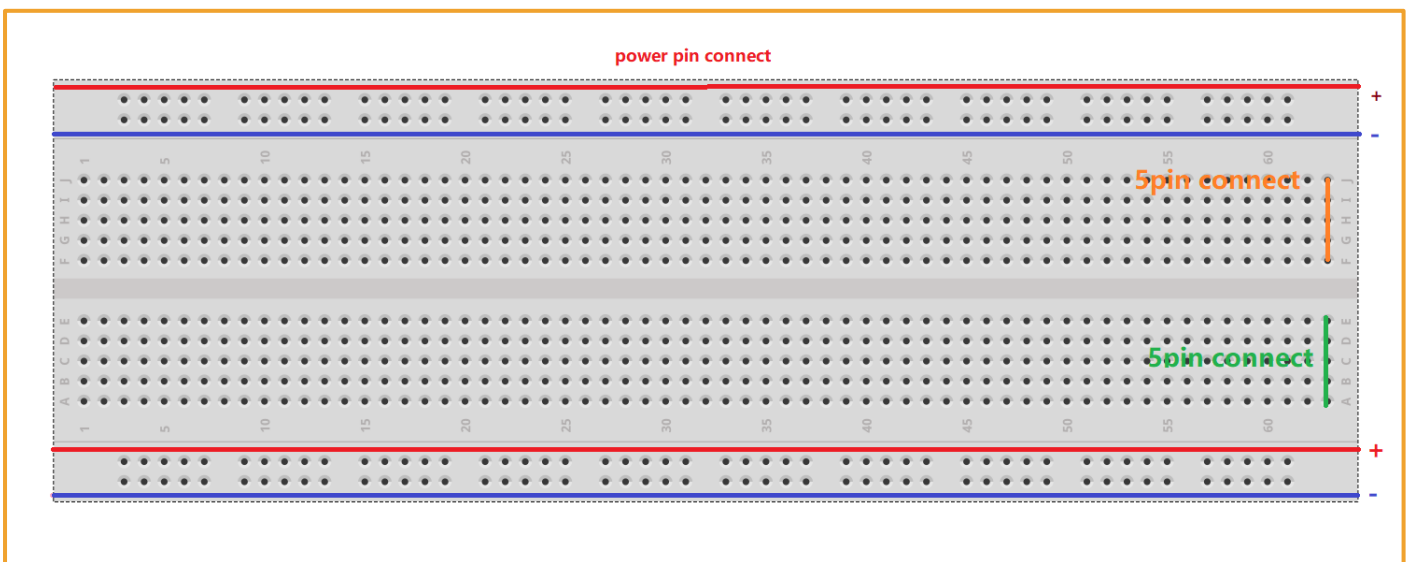 power pin connect
+
-
1 5 10 15 20 25 30 35 40 45 50 55 60
J 5pin connect J
I I
H H
G G
F F
E E
D D
C 5pin connect C
B B
A A
1 5 10 15 20 25 30 35 40 45 50 55 60
+
-